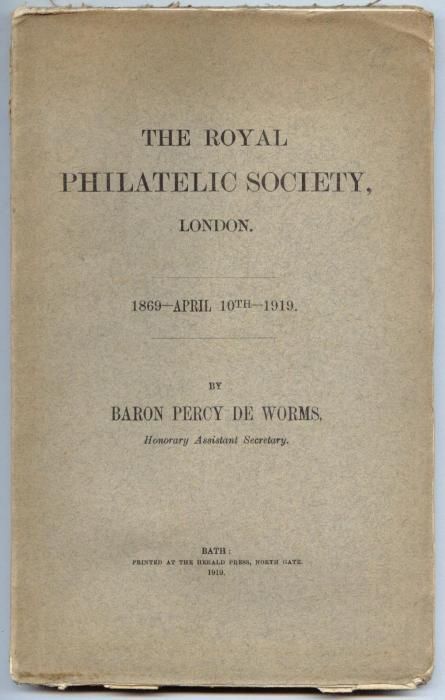 THE ROYAL
PHILATELIC SOCIETY,
LONDON.
1869—APRIL 10TH—1919.
BY
BARON PERCY DE WORMS,
Honorary Assistant Secretary.
BATH:
PRINTED AT THE HERALD PRESS, NORTH GATE.
1919.